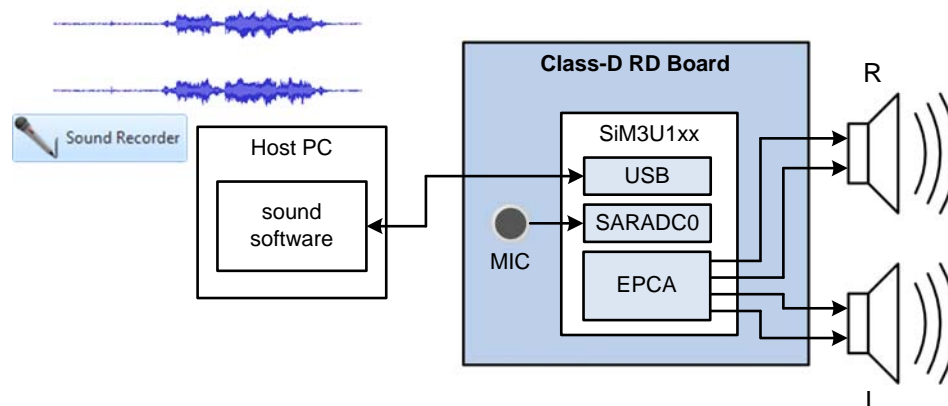 Sound Recorder
Host PC
sound
software
Class-D RD Board
SiM3U1xx
USB
SARADC0
MIC
EPCA
R
L